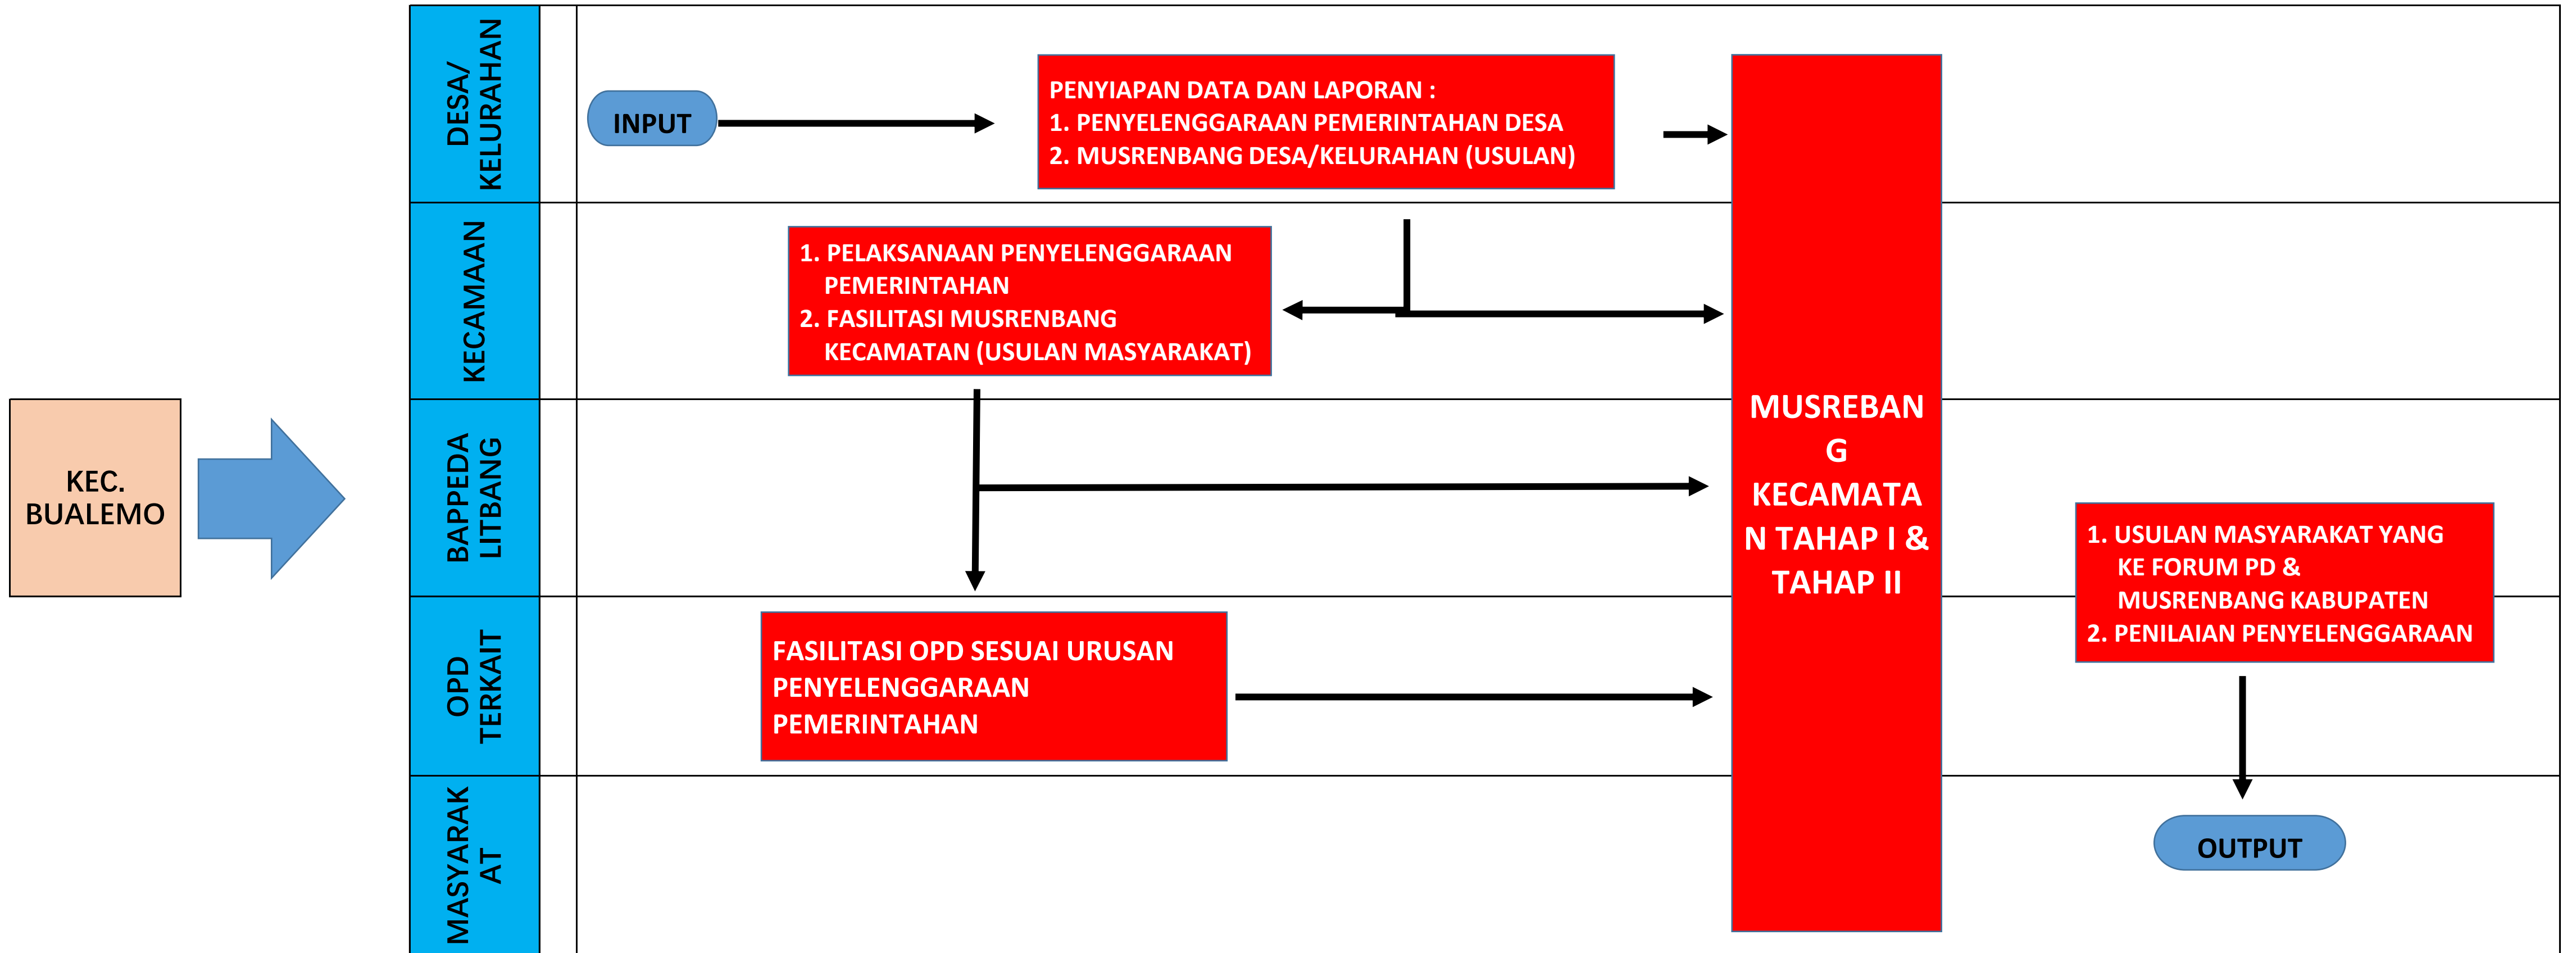 KEC.
BUALEMO
DESA/
KELURAHAN
INPUT
PENYIAPAN DATA DAN LAPORAN :
1. PENYELENGGARAAN PEMERINTAHAN DESA
2. MUSRENBANG DESA/KELURAHAN (USULAN)
KECAMAAN
1. PELAKSANAAN PENYELENGGARAAN
PEMERINTAHAN
2. FASILITASI MUSRENBANG
KECAMATAN (USULAN MASYARAKAT)
BAPPEDA
LITBANG
MUSREBAN
G
KECAMATA
N TAHAP I &
TAHAP II
1. USULAN MASYARAKAT YANG
KE FORUM PD &
MUSRENBANG KABUPATEN
2. PENILAIAN PENYELENGGARAAN
OPD
TERKAIT
FASILITASI OPD SESUAI URUSAN
PENYELENGGARAAN
PEMERINTAHAN
MASYARAK
AT
OUTPUT